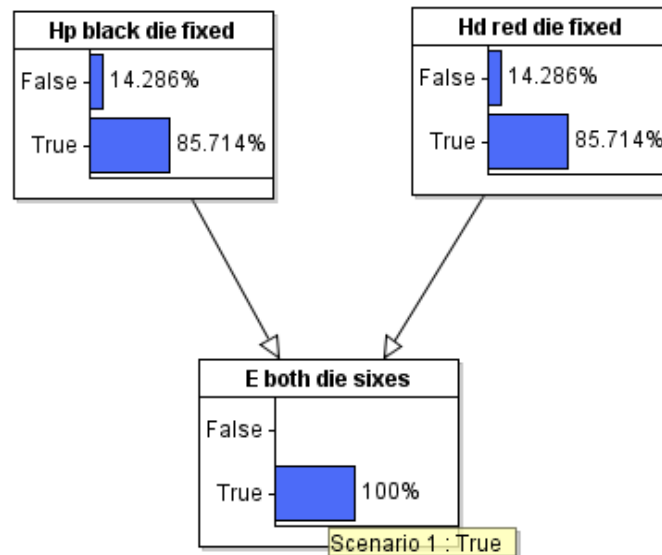 Hp black die fixed
False 14.286%
True 85.714%
Hd red die fixed
False 14.286%
True 85.714%
E both die sixes
False
True 100%
Scenario 1 : True